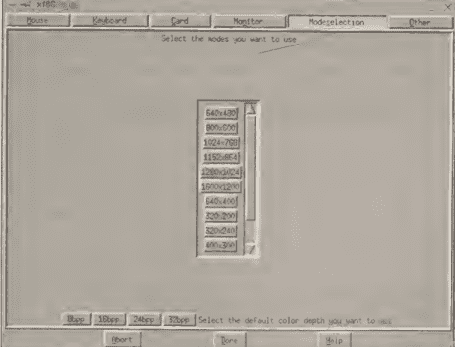 Mouse
Keyboard
Card
Monitor
Modeselection
Other
Select the modes you want to use
640x480
800x600
1024x768
1152x864
1280x1024
1600x1200
640x400
320x200
320x240
400x300
8bpp 16bpp 24bpp 32bpp Select the default color depth you want to use
Abort
Done
Help